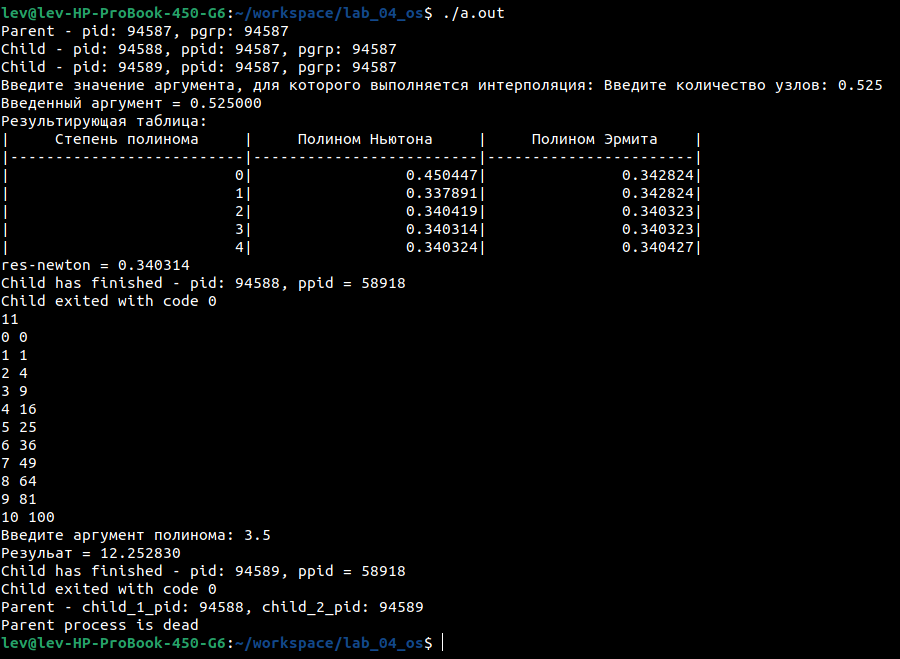 lev@lev-HP-ProBook-450-G6:~/workspace/lab_04_os$ ./a.out
Parent - pid: 94587, pgrp: 94587
Child - pid: 94588, ppid: 94587, pgrp: 94587
Child - pid: 94589, ppid: 94587, pgrp: 94587
Введите значение аргумента, для которого выполняется интерполяция: Введите количество узлов: 0.525
Введенный аргумент = 0.525000
Результирующая таблица:
|     Степень полинома     |     Полином Ньютона     |     Полином Эрмита    |
|--------------------------|-------------------------|-----------------------|
|                         0|                 0.450447|               0.342824|
|                         1|                 0.337891|               0.342824|
|                         2|                 0.340419|               0.340323|
|                         3|                 0.340314|               0.340323|
|                         4|                 0.340324|               0.340427|
res-newton = 0.340314
Child has finished - pid: 94588, ppid = 58918
Child exited with code 0
11
0 0
1 1
2 4
3 9
4 16
5 25
6 36
7 49
8 64
9 81
10 100
Введите аргумент полинома: 3.5
Резульат = 12.252830
Child has finished - pid: 94589, ppid = 58918
Child exited with code 0
Parent - child_1_pid: 94588, child_2_pid: 94589
Parent process is dead
lev@lev-HP-ProBook-450-G6:~/workspace/lab_04_os$